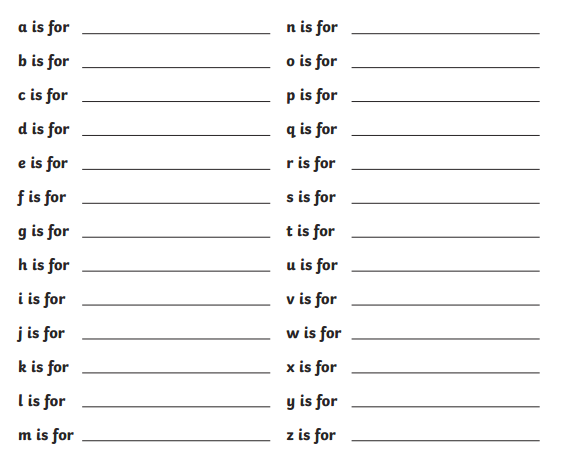 a is for
b is for
c is for
d is for
e is for
f is for
g is for
h is for
i is for
j is for
k is for
l is for
m is for
n is for
o is for
p is for
q is for
r is for
s is for
t is for
u is for
v is for
w is for
x is for
y is for
z is for